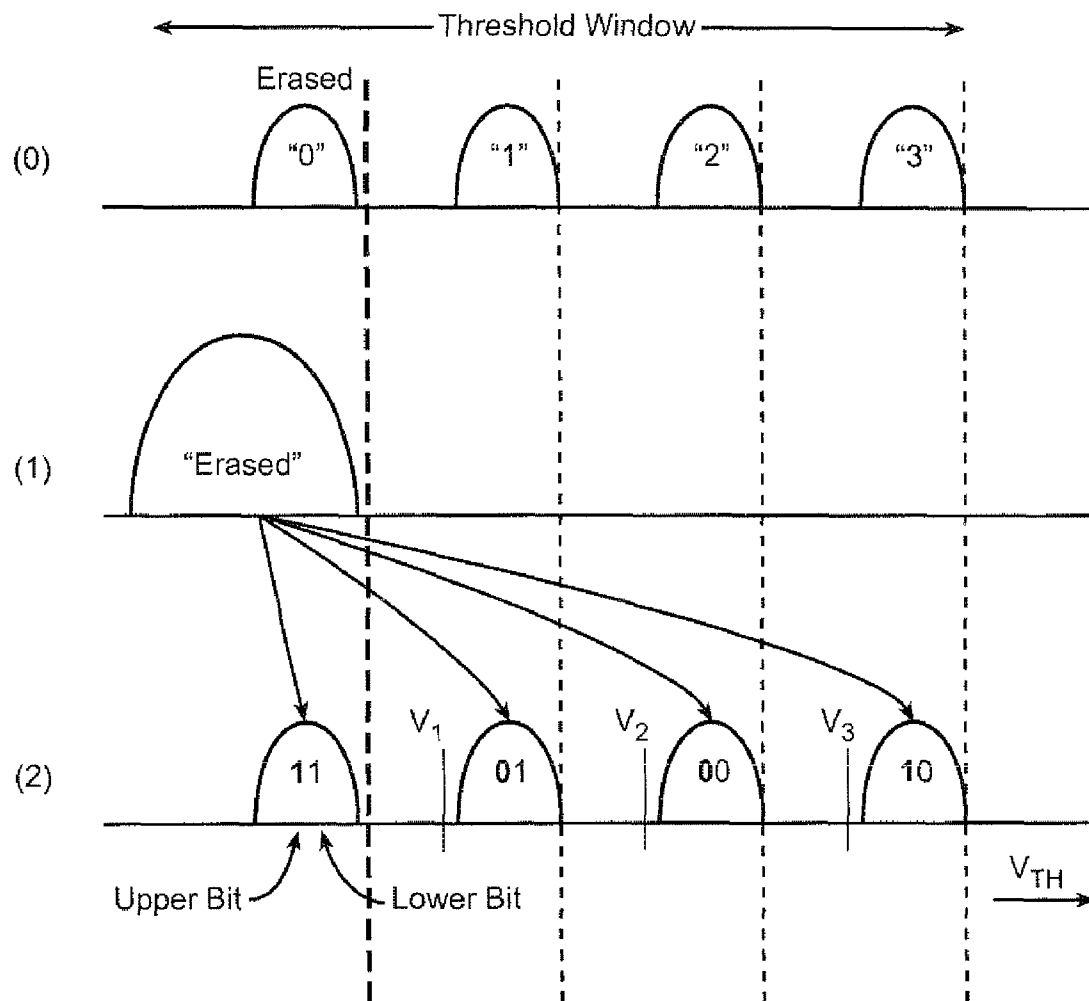 Threshold Window
Erased
(0) "0" "1" "2" "3"
(1) "Erased"
V1 V2 V3
(2) 11 01 00 10
Upper Bit Lower Bit VTH